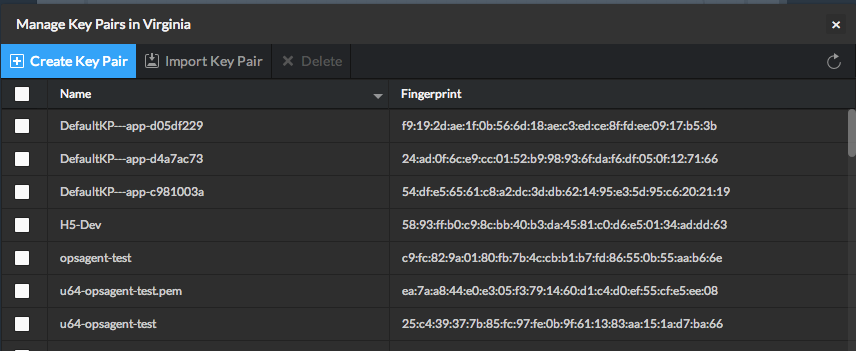 Manage Key Pairs in Virginia
Create Key Pair Import Key Pair Delete
Name Fingerprint
DefaultKP---app-d05df229 f9:19:2d:ae:1f:0b:56:6d:18:ae:c3:ed:ce:8f:fd:ee:09:17:b5:3b
DefaultKP---app-d4a7ac73 24:ad:0f:6c:e9:cc:01:52:b9:98:93:6f:da:f6:df:05:0f:12:71:66
DefaultKP---app-c981003a 54:df:e5:65:61:c8:a2:dc:3d:db:62:14:95:e3:5d:95:c6:20:21:19
H5-Dev 58:93:ff:b0:c9:8c:bb:40:b3:da:45:81:c0:d6:e5:01:34:ad:dd:63
opsagent-test c9:fc:82:9a:01:80:fb:7b:4c:cb:b1:b7:fd:86:55:0b:55:aa:b6:6e
u64-opsagent-test.pem ea:7a:a8:44:e0:e3:05:f3:79:14:60:d1:c4:d0:ef:55:cf:e5:ee:08
u64-opsagent-test 25:c4:39:37:7b:85:fc:97:fe:0b:9f:61:13:83:aa:15:1a:d7:ba:66